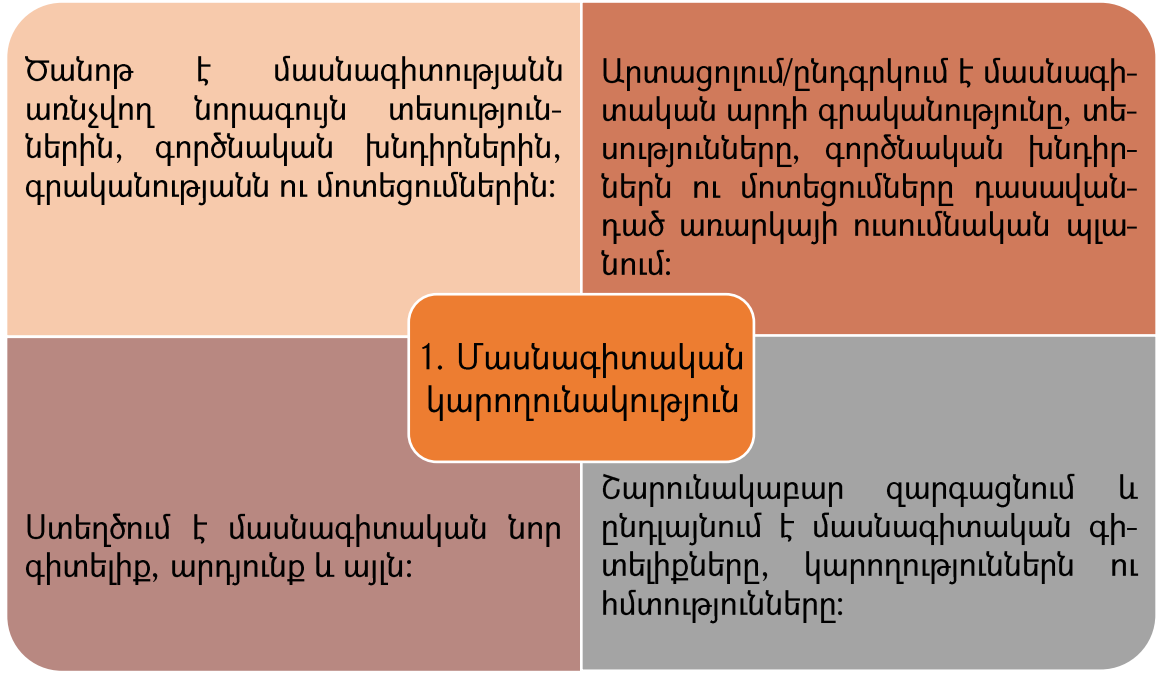 Ծանոթ է մասնագիտությանն
առնչվող նորագույն տեսություն-
ներին, գործնական խնդիրներին,
գրականությանն ու մոտեցումներին:
Արտացոլում/ընդգրկում է մասնագի-
տական արդի գրականությունը, տե-
սությունները, գործնական խնդիր-
ներն ու մոտեցումները դասավան-
դած առարկայի ուսումնական պլա-
նում:
1. Մասնագիտական
կարողունակություն
Ստեղծում է մասնագիտական նոր
գիտելիք, արդյունք և այլն:
Շարունակաբար զարգացնում և
ընդլայնում է մասնագիտական գի-
տելիքները, կարողություններն ու
հմտությունները: